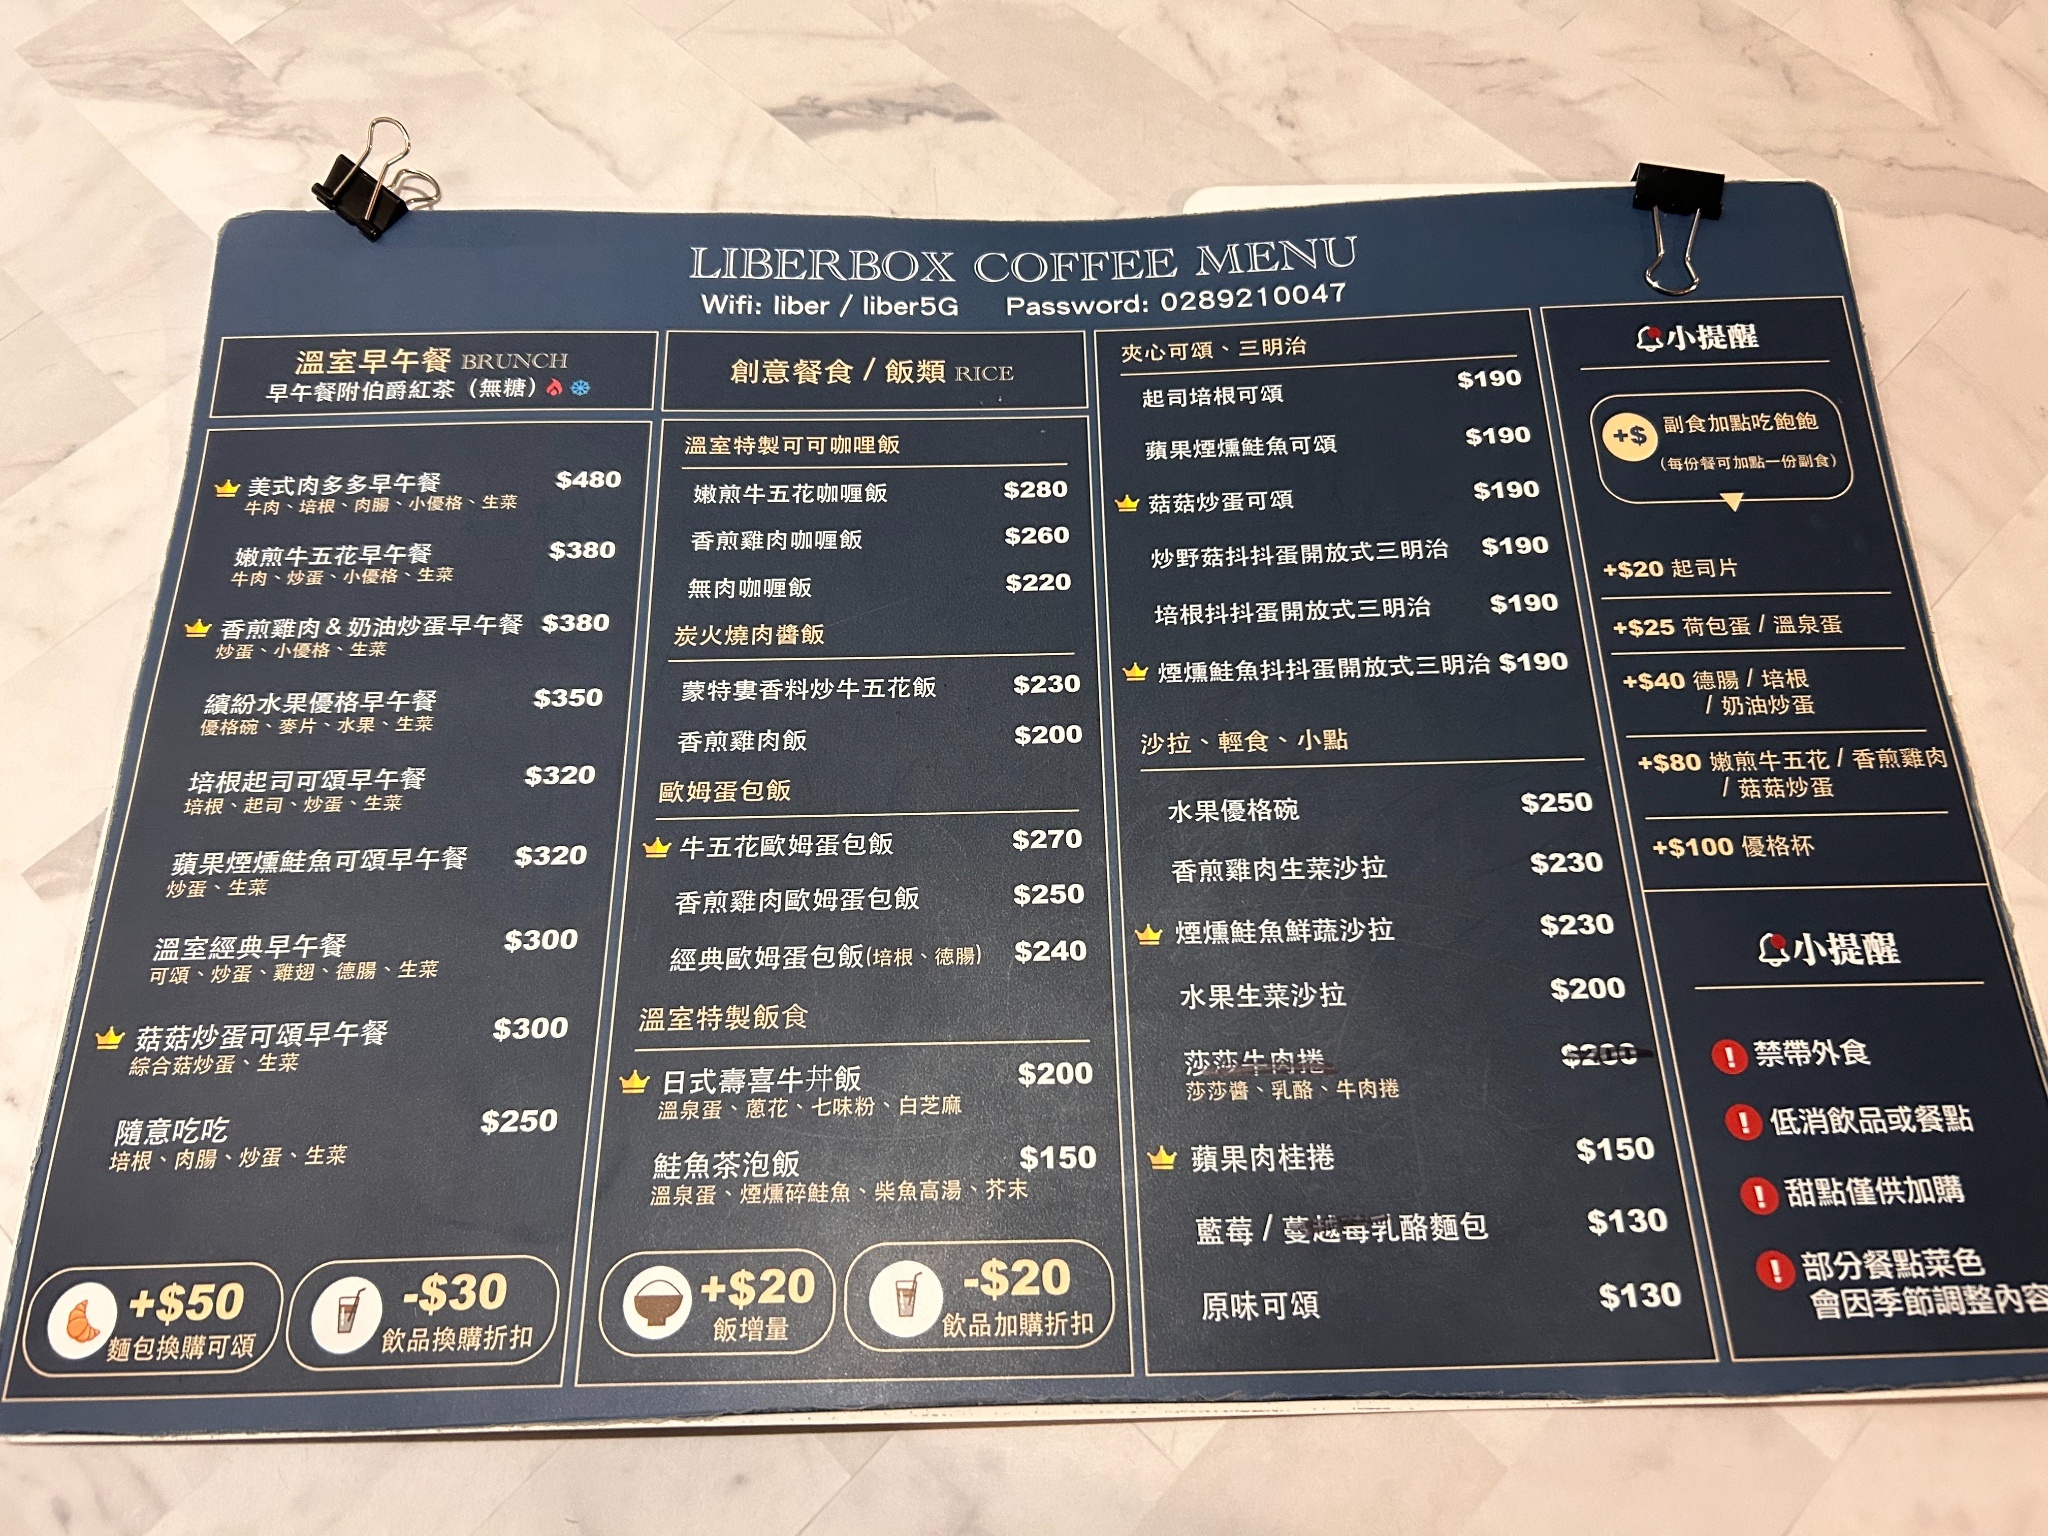 LIBERBOX COFFEE MENU
Wifi: liber / liber5G Password: 0289210047
溫室早午餐 BRUNCH
早午餐附伯爵紅茶（無糖）
美式肉多多早午餐 $480
牛肉、培根、肉腸、小優格、生菜
嫩煎牛五花早午餐 $380
牛肉、炒蛋、小優格、生菜
香煎雞肉＆奶油炒蛋早午餐 $380
炒蛋、小優格、生菜
繽紛水果優格早午餐 $350
優格碗、麥片、水果、生菜
培根起司可頌早午餐 $320
培根、起司、炒蛋、生菜
蘋果煙燻鮭魚可頌早午餐 $320
炒蛋、生菜
溫室經典早午餐 $300
可頌、炒蛋、雞翅、德腸、生菜
菇菇炒蛋可頌早午餐 $300
綜合菇炒蛋、生菜
隨意吃吃 $250
培根、肉腸、炒蛋、生菜
+$50
麵包換購可頌
-$30
飲品換購折扣
創意餐食 / 飯類 RICE
溫室特製可可咖哩飯
嫩煎牛五花咖喱飯 $280
香煎雞肉咖喱飯 $260
無肉咖喱飯 $220
炭火燒肉醬飯
蒙特婁香料炒牛五花飯 $230
香煎雞肉飯 $200
歐姆蛋包飯
牛五花歐姆蛋包飯 $270
香煎雞肉歐姆蛋包飯 $250
經典歐姆蛋包飯(培根、德腸) $240
溫室特製飯食
日式壽喜牛丼飯 $200
溫泉蛋、蔥花、七味粉、白芝麻
鮭魚茶泡飯 $150
溫泉蛋、煙燻碎鮭魚、柴魚高湯、芥末
+$20
飯增量
-$20
飲品加購折扣
夾心可頌、三明治
起司培根可頌 $190
蘋果煙燻鮭魚可頌 $190
菇菇炒蛋可頌 $190
炒野菇抖抖蛋開放式三明治 $190
培根抖抖蛋開放式三明治 $190
煙燻鮭魚抖抖蛋開放式三明治 $190
沙拉、輕食、小點
水果優格碗 $250
香煎雞肉生菜沙拉 $230
煙燻鮭魚鮮蔬沙拉 $230
水果生菜沙拉 $200
莎莎牛肉捲 $200
莎莎醬、乳酪、牛肉捲
蘋果肉桂捲 $150
藍莓 / 蔓越莓乳酪麵包 $130
原味可頌 $130
小提醒
+$ 副食加點吃飽飽
（每份餐可加點一份副食）
+$20 起司片
+$25 荷包蛋 / 溫泉蛋
+$40 德腸 / 培根
/ 奶油炒蛋
+$80 嫩煎牛五花 / 香煎雞肉
/ 菇菇炒蛋
+$100 優格杯
小提醒
! 禁帶外食
! 低消飲品或餐點
! 甜點僅供加購
! 部分餐點菜色
會因季節調整內容